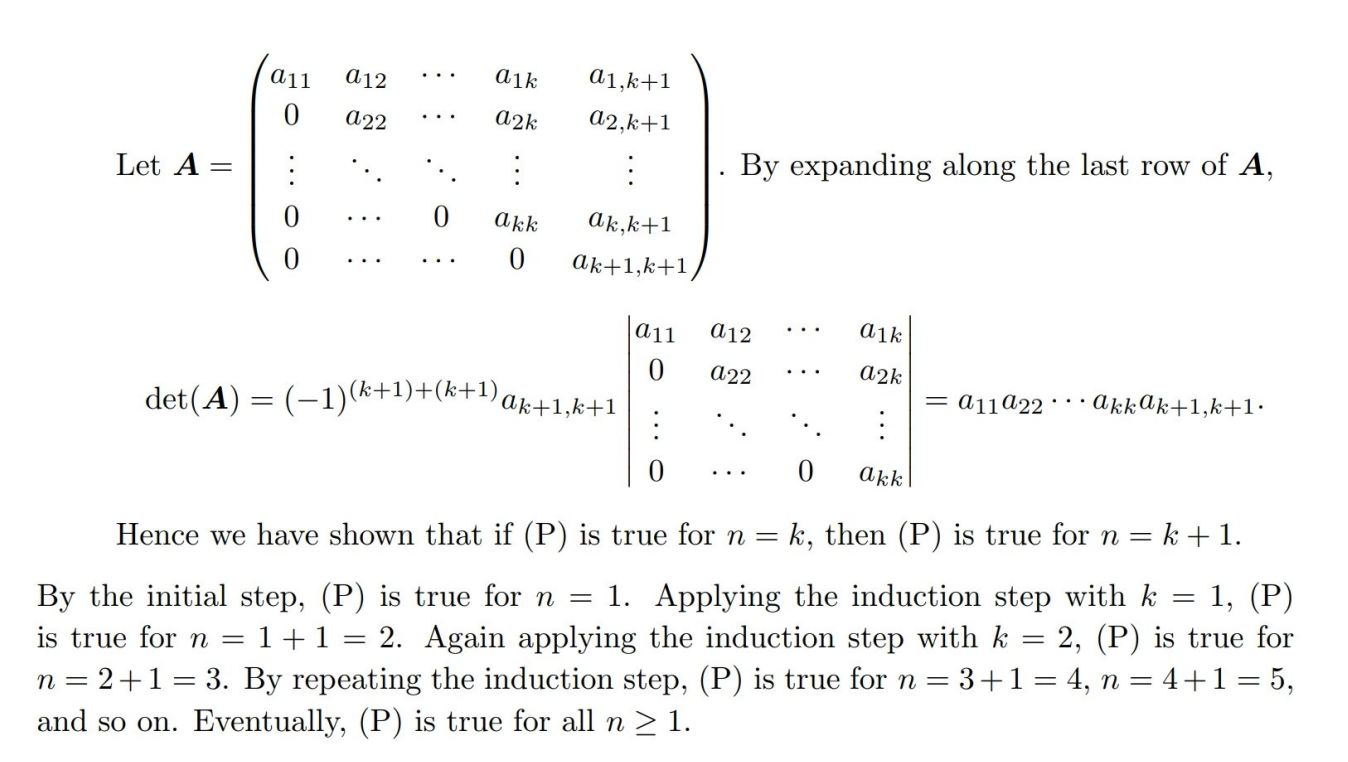 Let $\boldsymbol{A} = \begin{pmatrix} a_{11} & a_{12} & \cdots & a_{1k} & a_{1,k+1} \\ 0 & a_{22} & \cdots & a_{2k} & a_{2,k+1} \\ \vdots & \ddots & \ddots & \vdots & \vdots \\ 0 & \cdots & 0 & a_{kk} & a_{k,k+1} \\ 0 & \cdots & \cdots & 0 & a_{k+1,k+1} \end{pmatrix}$. By expanding along the last row of $\boldsymbol{A}$,
$\det(\boldsymbol{A}) = (-1)^{(k+1)+(k+1)} a_{k+1,k+1} \begin{vmatrix} a_{11} & a_{12} & \cdots & a_{1k} \\ 0 & a_{22} & \cdots & a_{2k} \\ \vdots & \ddots & \ddots & \vdots \\ 0 & \cdots & 0 & a_{kk} \end{vmatrix} = a_{11}a_{22} \cdots a_{kk}a_{k+1,k+1}.$
Hence we have shown that if (P) is true for $n = k$, then (P) is true for $n = k + 1$.
By the initial step, (P) is true for $n = 1$. Applying the induction step with $k = 1$, (P)
is true for $n = 1 + 1 = 2$. Again applying the induction step with $k = 2$, (P) is true for
$n = 2 + 1 = 3$. By repeating the induction step, (P) is true for $n = 3 + 1 = 4$, $n = 4 + 1 = 5$,
and so on. Eventually, (P) is true for all $n \geq 1$.